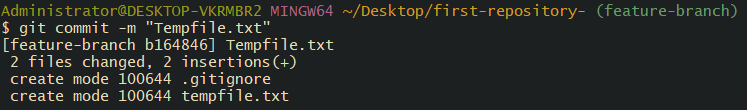 Administrator@DESKTOP-VKRMBR2 MINGW64 ~/Desktop/first-repository- (feature-branch)
$ git commit -m "Tempfile.txt"
[feature-branch b164846] Tempfile.txt
 2 files changed, 2 insertions(+)
 create mode 100644 .gitignore
 create mode 100644 tempfile.txt